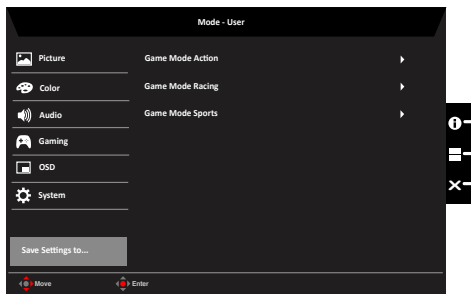 Mode - User
Picture
Game Mode Action
Color
Game Mode Racing
Audio
Game Mode Sports
Gaming
OSD
System
Save Settings to...
Move Enter